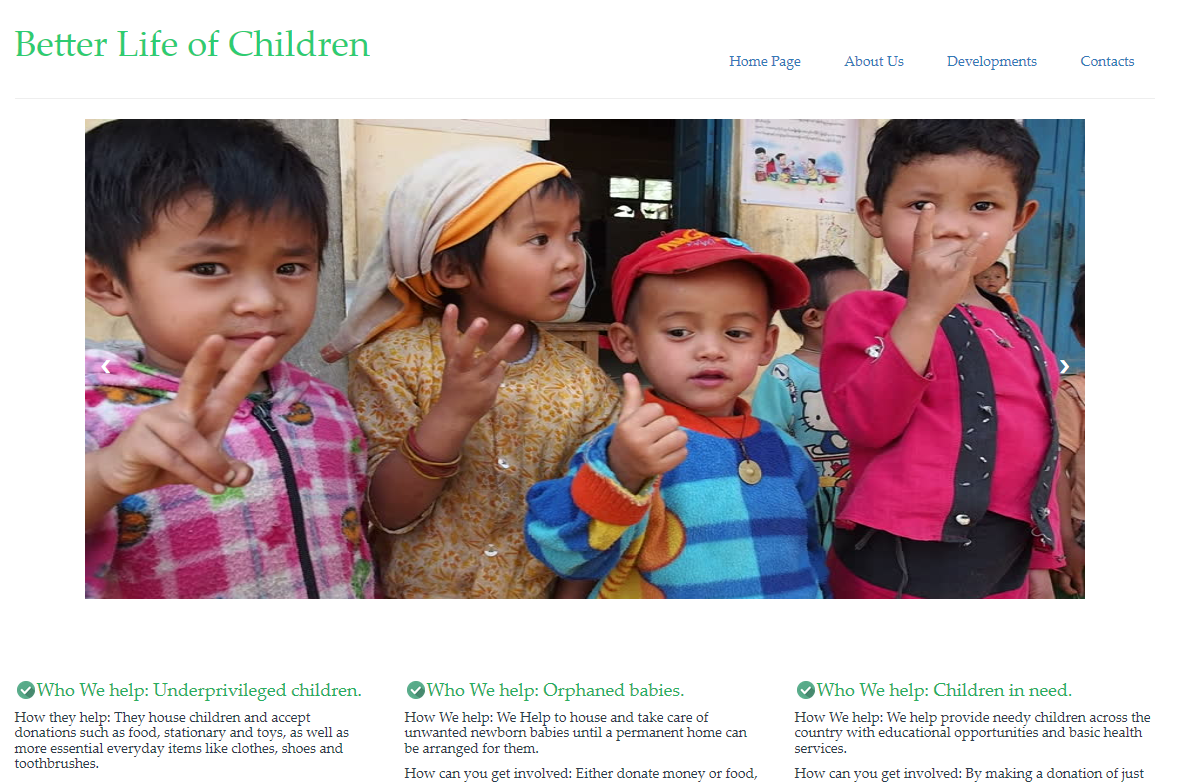 Better Life of Children
Home Page
About Us
Developments
Contacts
Who We help: Underprivileged children.
How they help: They house children and accept
donations such as food, stationary and toys, as well as
more essential everyday items like clothes, shoes and
toothbrushes.
Who We help: Orphaned babies.
How We help: We Help to house and take care of
unwanted newborn babies until a permanent home can
be arranged for them.
How can you get involved: Either donate money or food,
Who We help: Children in need.
How We help: We help provide needy children across the
country with educational opportunities and basic health
services.
How can you get involved: By making a donation of just